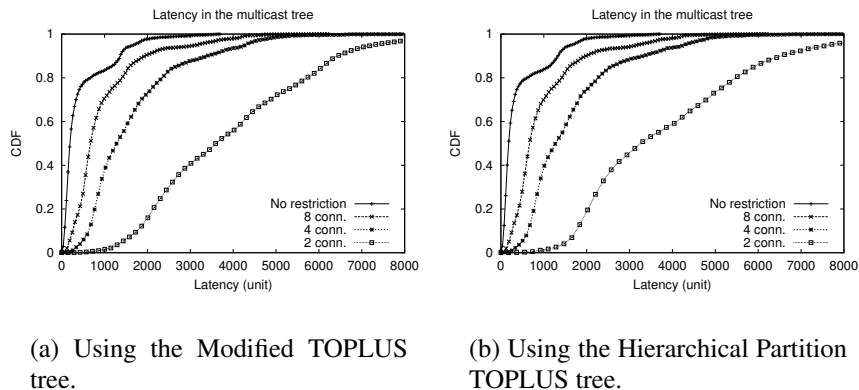 Latency in the multicast tree
1
0.8
0.6
0.4
0.2
0
CDF
0 1000 2000 3000 4000 5000 6000 7000 8000
Latency (unit)
No restriction
8 conn.
4 conn.
2 conn.
(a) Using the Modified TOPLUS
tree.
Latency in the multicast tree
1
0.8
0.6
0.4
0.2
0
CDF
0 1000 2000 3000 4000 5000 6000 7000 8000
Latency (unit)
No restriction
8 conn.
4 conn.
2 conn.
(b) Using the Hierarchical Partition
TOPLUS tree.